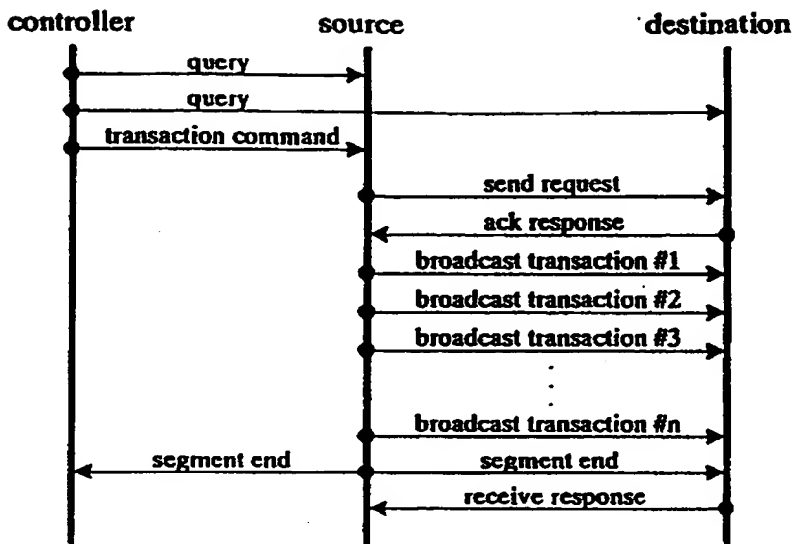 controller source destination
query
query
transaction command
send request
ack response
broadcast transaction #1
broadcast transaction #2
broadcast transaction #3
broadcast transaction #n
segment end segment end
receive response